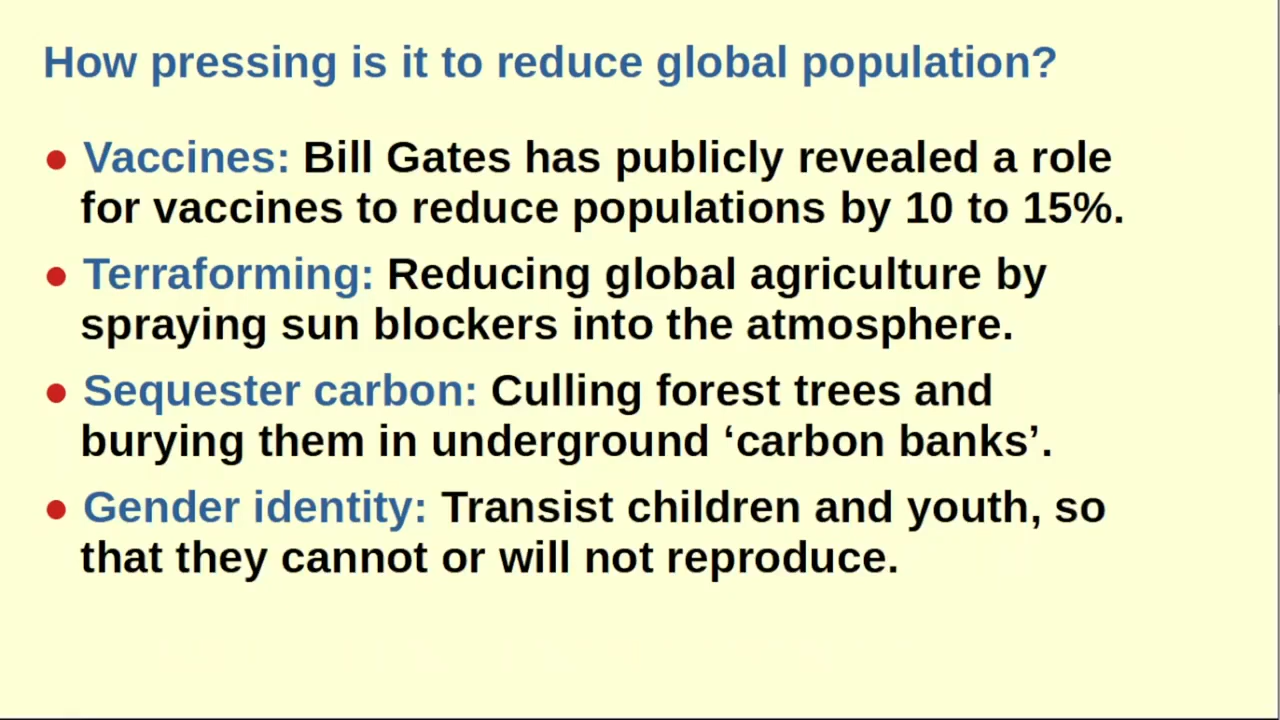 How pressing is it to reduce global population?
● Vaccines: Bill Gates has publicly revealed a role
for vaccines to reduce populations by 10 to 15%.
● Terraforming: Reducing global agriculture by
spraying sun blockers into the atmosphere.
● Sequester carbon: Culling forest trees and
burying them in underground ‘carbon banks’.
● Gender identity: Transist children and youth, so
that they cannot or will not reproduce.